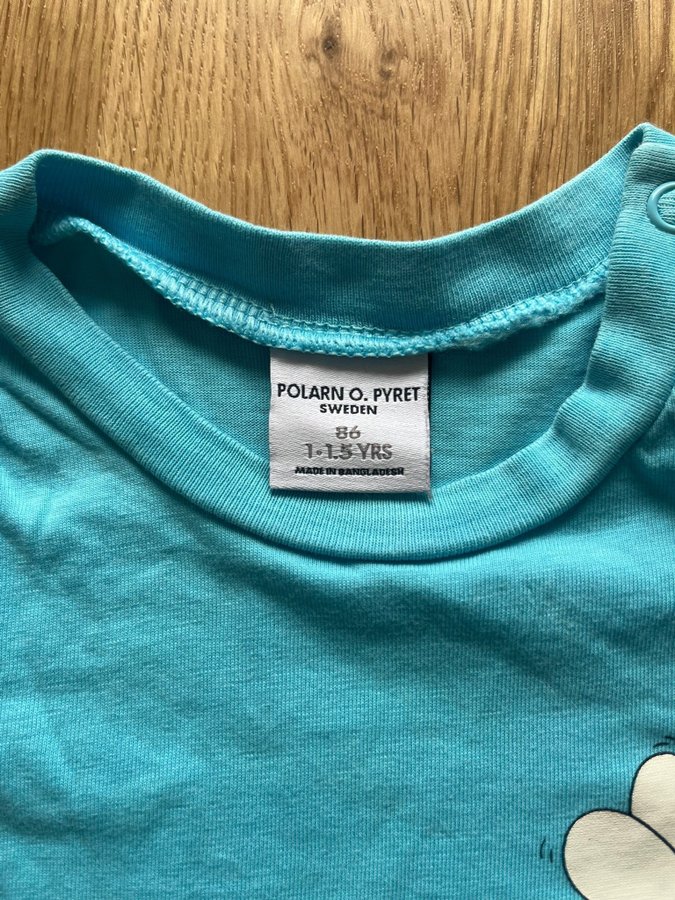 POLARN O. PYRET
SWEDEN
86
1-1.5 YRS
MADE IN BANGLADESH